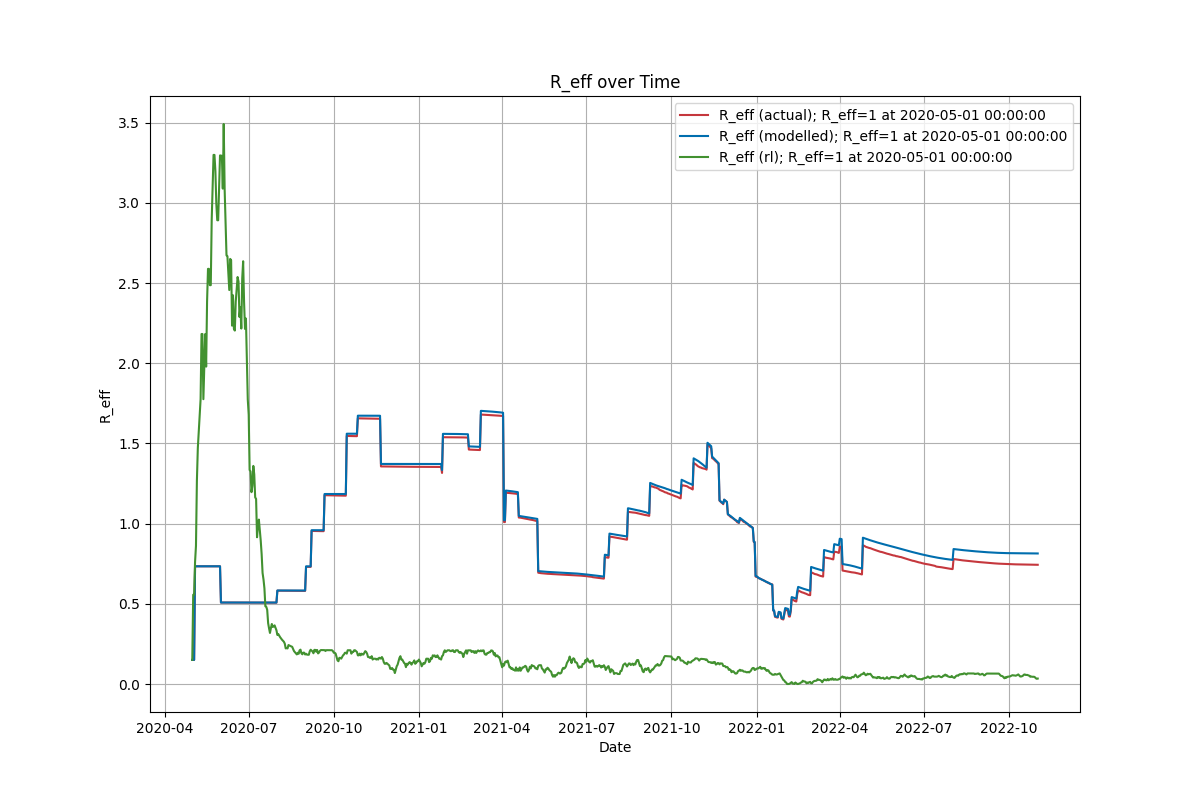 R_eff over Time
R_eff (actual); R_eff=1 at 2020-05-01 00:00:00
R_eff (modelled); R_eff=1 at 2020-05-01 00:00:00
R_eff (rl); R_eff=1 at 2020-05-01 00:00:00
R_eff
3.5
3.0
2.5
2.0
1.5
1.0
0.5
0.0
2020-04 2020-07 2020-10 2021-01 2021-04 2021-07 2021-10 2022-01 2022-04 2022-07 2022-10
Date